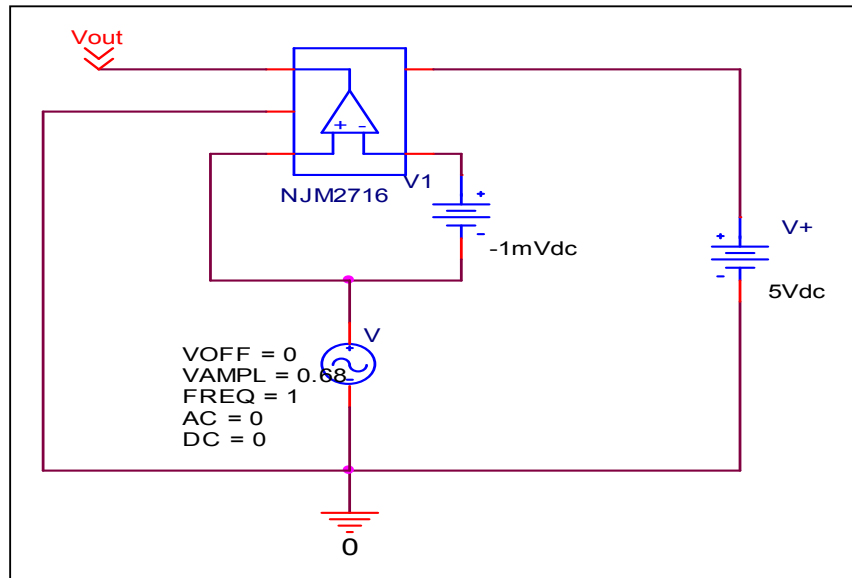 Vout
+ -
NJM2716
V1
+
-
-1mVdc
V+
+
-
5Vdc
V
+
-
VOFF = 0
VAMPL = 0.68
FREQ = 1
AC = 0
DC = 0
0